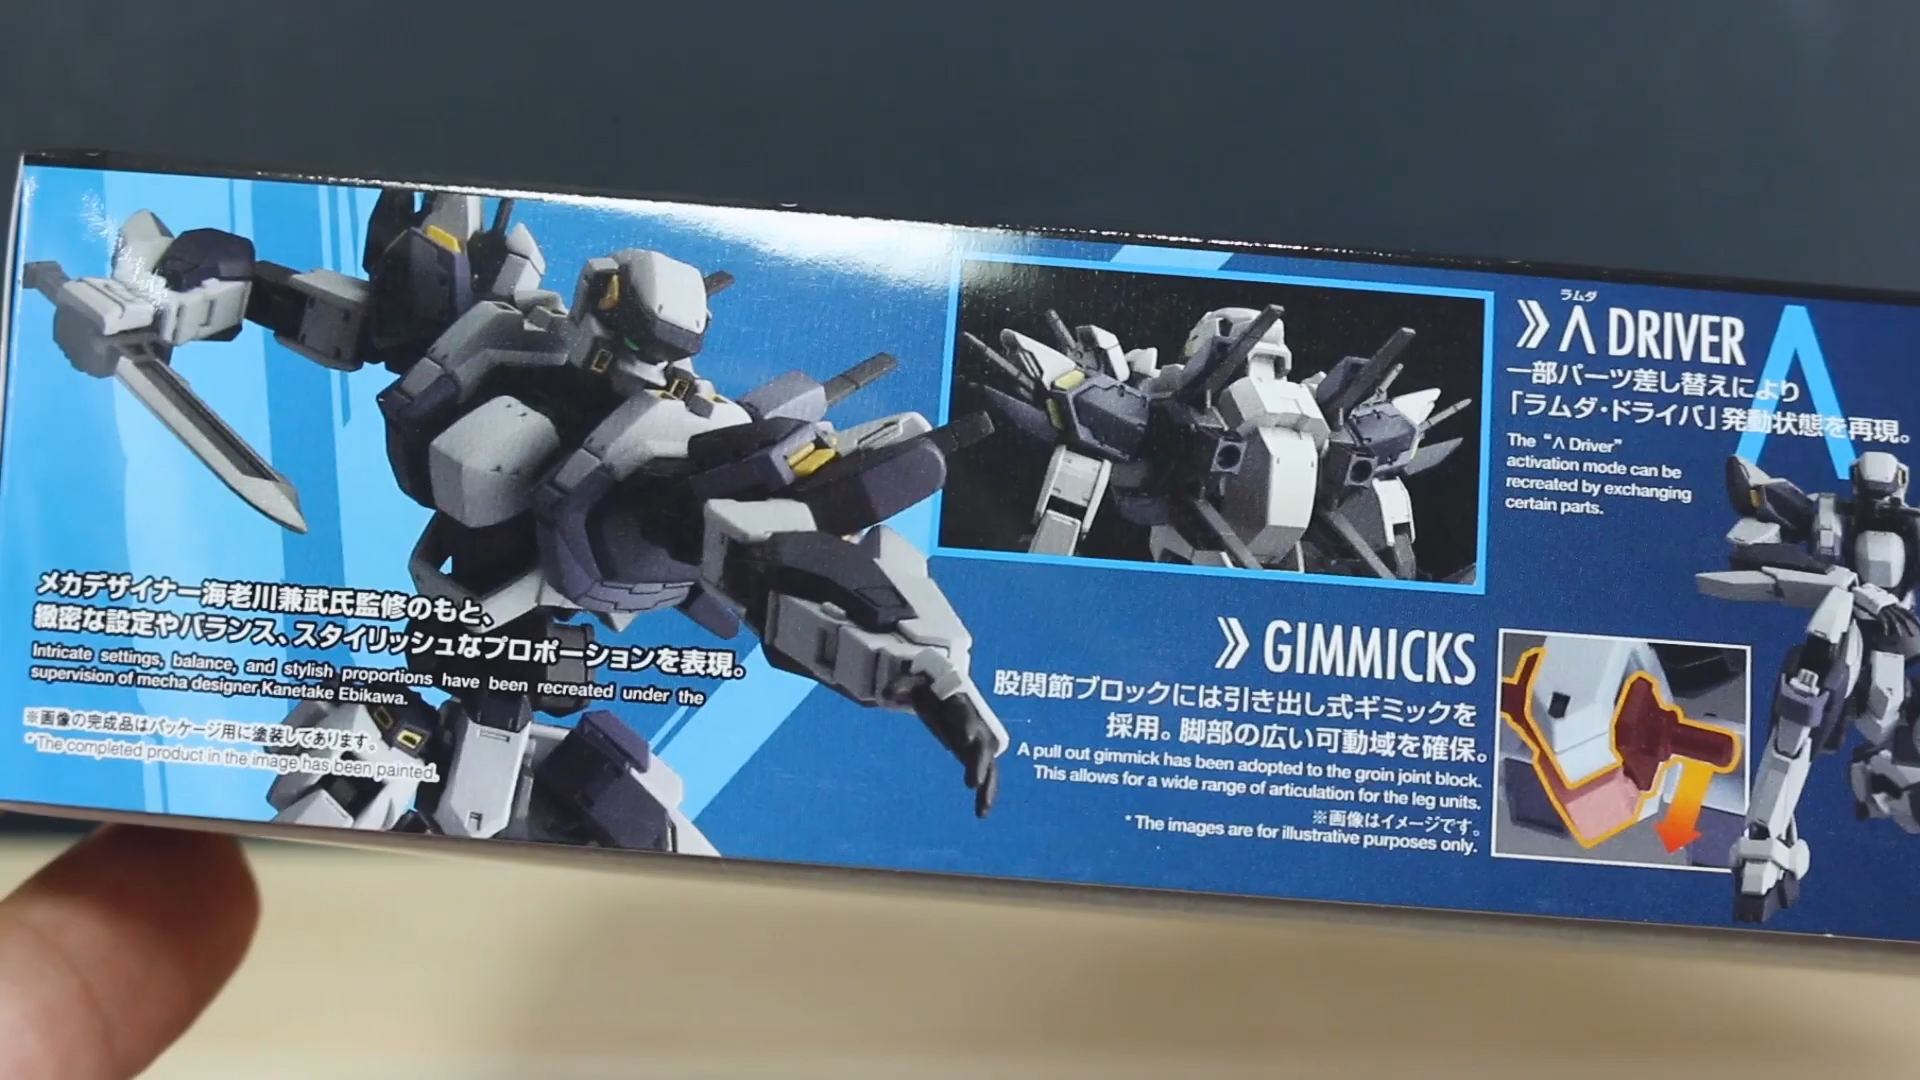 メカデザイナー海老川兼武氏監修のもと、
緻密な設定やバランス、スタイリッシュなプロポーションを表現。
Intricate settings, balance, and stylish proportions have been recreated under the
supervision of mecha designer Kanetake Ebikawa.
※画像の完成品はパッケージ用に塗装してあります。
*The completed product in the image has been painted.
ラムダ
Λ DRIVER
一部パーツ差し替えにより
「ラムダ・ドライバ」発動状態を再現。
The “Λ Driver”
activation mode can be
recreated by exchanging
certain parts.
Λ
GIMMICKS
股関節ブロックには引き出し式ギミックを
採用。脚部の広い可動域を確保。
A pull out gimmick has been adopted to the groin joint block.
This allows for a wide range of articulation for the leg units.
※画像はイメージです。
*The images are for illustrative purposes only.